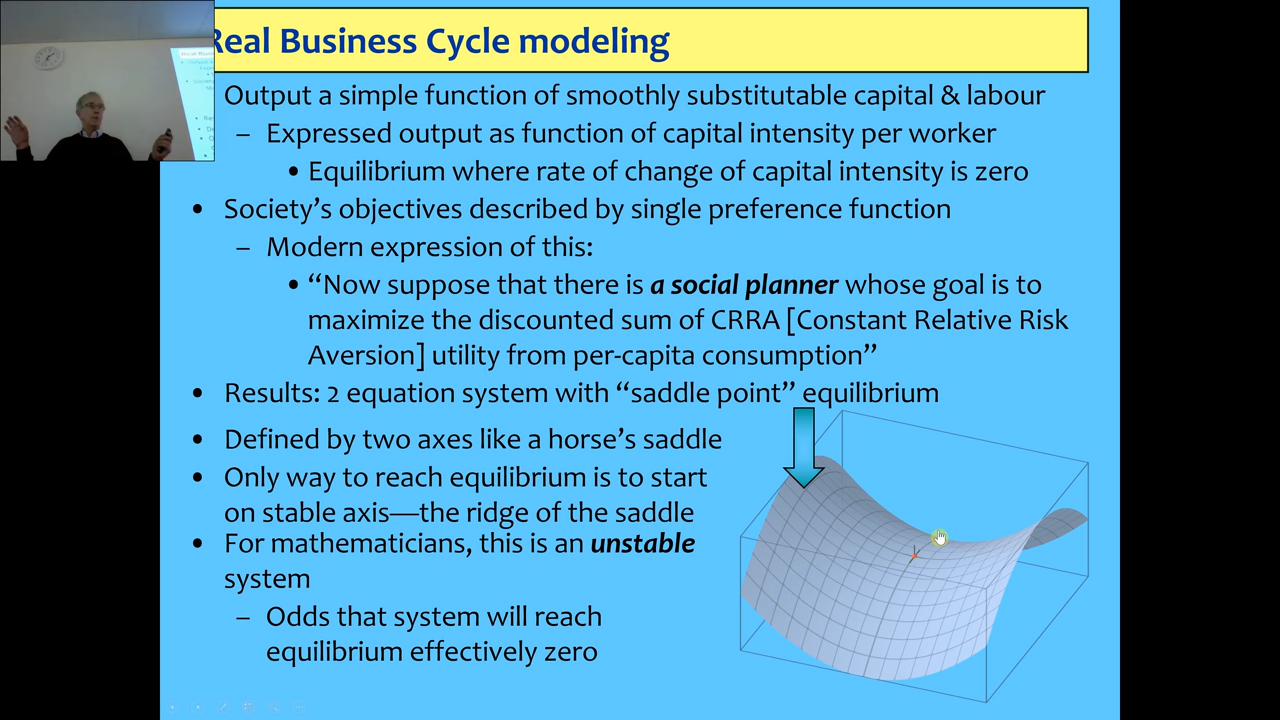 Real Business Cycle modeling
Output a simple function of smoothly substitutable capital & labour
– Expressed output as function of capital intensity per worker
• Equilibrium where rate of change of capital intensity is zero
• Society’s objectives described by single preference function
– Modern expression of this:
• “Now suppose that there is a social planner whose goal is to
maximize the discounted sum of CRRA [Constant Relative Risk
Aversion] utility from per-capita consumption”
• Results: 2 equation system with “saddle point” equilibrium
• Defined by two axes like a horse’s saddle
• Only way to reach equilibrium is to start
on stable axis—the ridge of the saddle
• For mathematicians, this is an unstable
system
– Odds that system will reach
equilibrium effectively zero